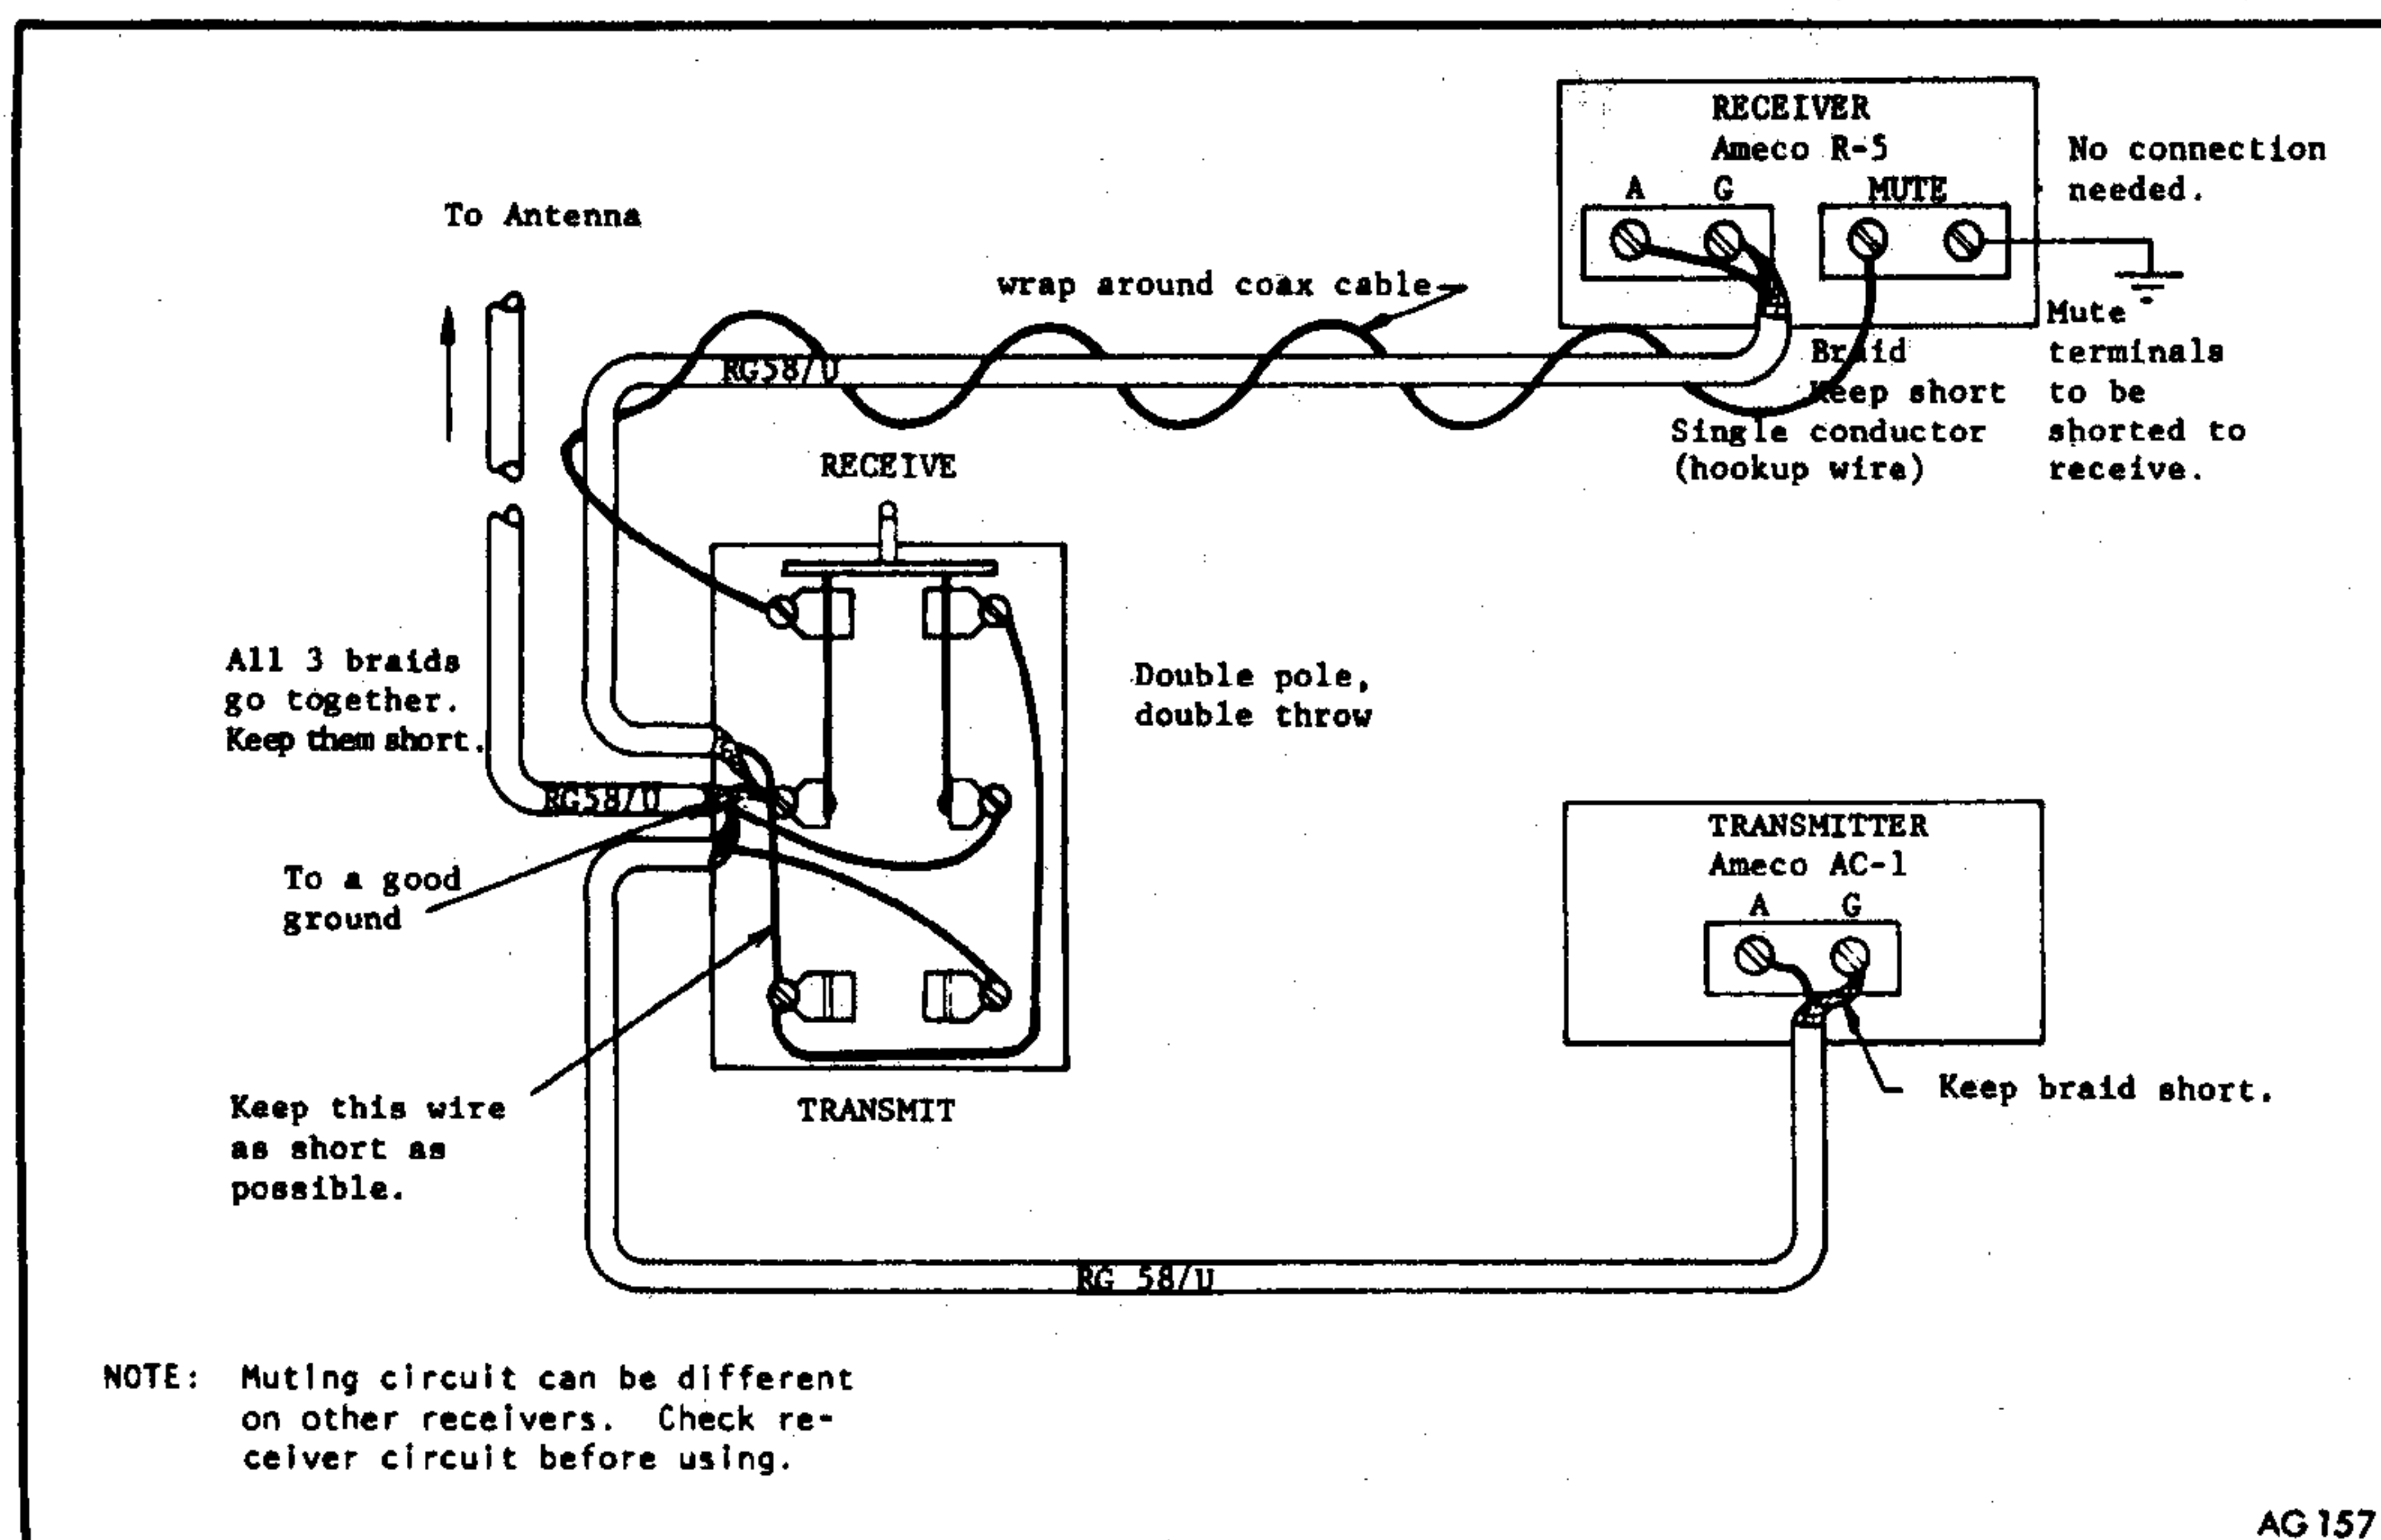 RECEIVER
Ameco R-5
A G MUTE
No connection
needed.
To Antenna
wrap around coax cable
RG58/U
Mute
terminals
to be
shorted to
receive.
Braid
Keep short
Single conductor
(hookup wire)
RECEIVE
All 3 braids
go together.
Keep them short.
Double pole,
double throw
RG58/U
To a good
ground
TRANSMITTER
Ameco AC-1
A G
Keep this wire
as short as
possible.
TRANSMIT
Keep braid short.
RG 58/U
NOTE: Muting circuit can be different
on other receivers. Check re-
ceiver circuit before using.
AG 157